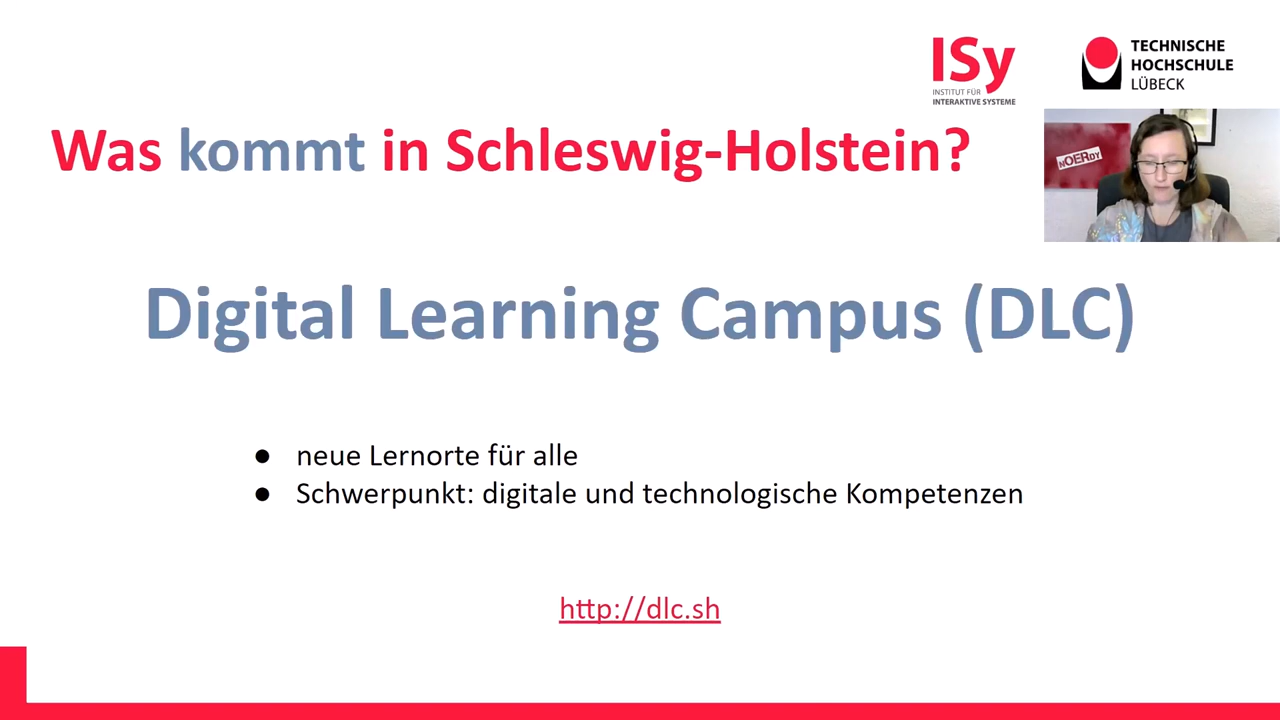 ISy
INSTITUT FÜR
INTERAKTIVE SYSTEME
TECHNISCHE
HOCHSCHULE
LÜBECK
Was kommt in Schleswig-Holstein?
nOERdy
Digital Learning Campus (DLC)
● neue Lernorte für alle
● Schwerpunkt: digitale und technologische Kompetenzen
http://dlc.sh